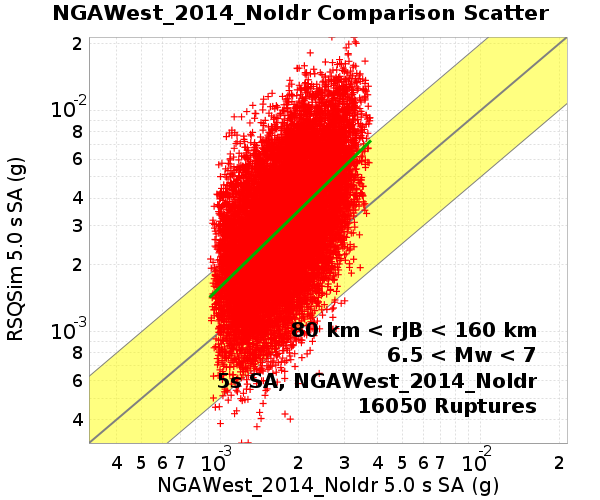 NGAWest_2014_NoIdr Comparison Scatter
RSQSim 5.0 s SA (g)
2
10-2
8
6
4
3
2
10-3
8
6
4
80 km < rJB < 160 km
6.5 < Mw < 7
5s SA, NGAWest_2014_NoIdr
16050 Ruptures
4 5 6 7 10-3 2 3 4 5 6 7 10-2 2
NGAWest_2014_NoIdr 5.0 s SA (g)